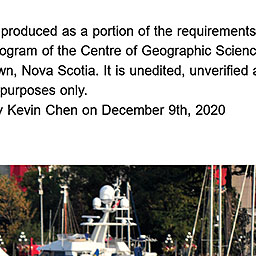 produced as a portion of the requirements
ogram of the Centre of Geographic Scienc
wn, Nova Scotia. It is unedited, unverified a
purposes only.
y Kevin Chen on December 9th, 2020